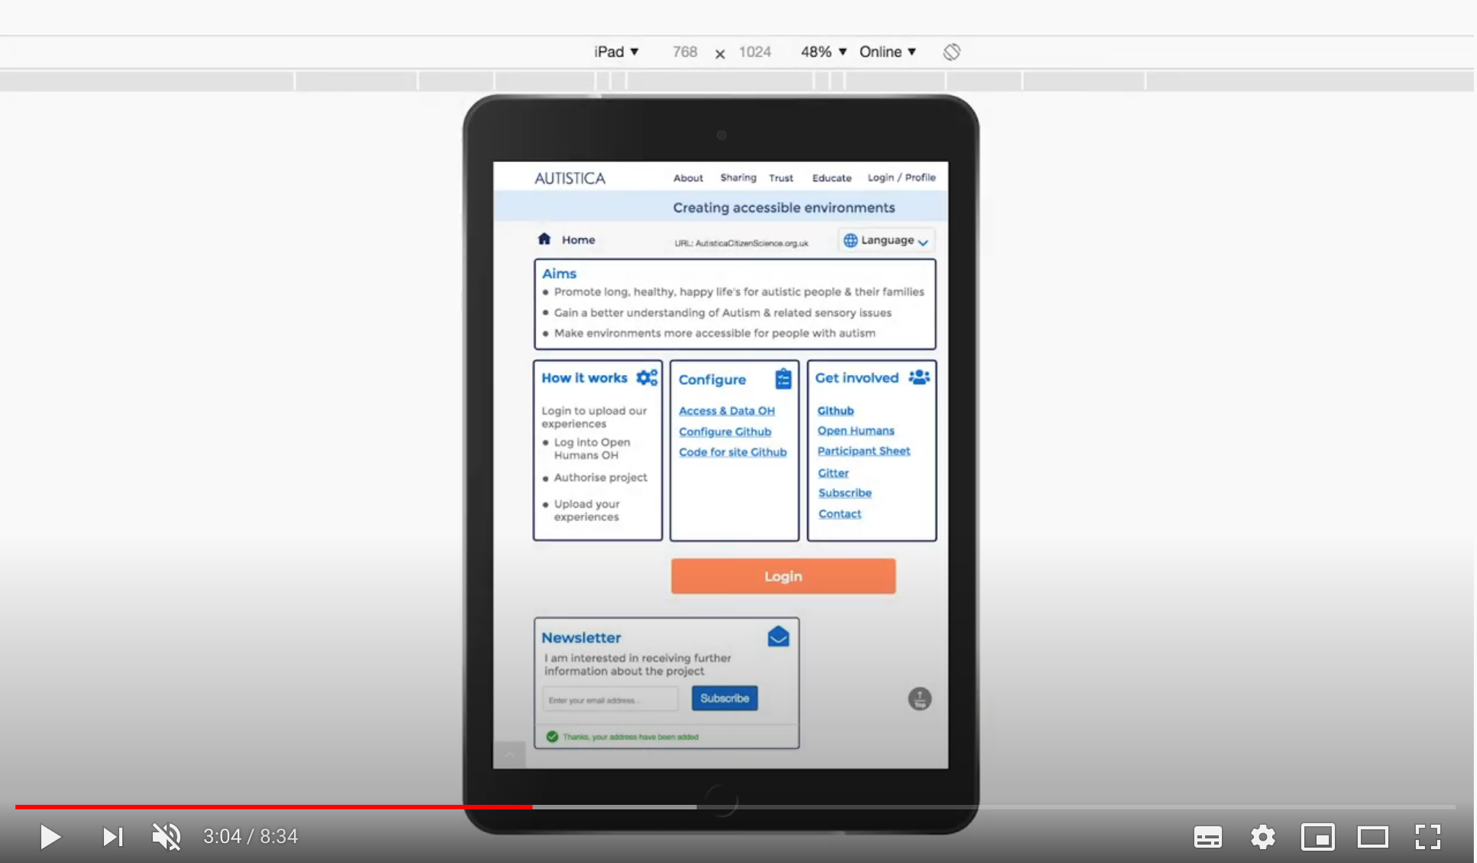 iPad ▼ 768 × 1024 48% ▼ Online ▼
AUTISTICA About Sharing Trust Educate Login / Profile
Creating accessible environments
Home URL: AutisticaCitizenScience.org.uk Language
Aims
• Promote long, healthy, happy life's for autistic people & their families
• Gain a better understanding of Autism & related sensory issues
• Make environments more accessible for people with autism
How it works
Login to upload our
experiences
• Log into Open
Humans OH
• Authorise project
• Upload your
experiences
Configure
Access & Data OH
Configure Github
Code for site Github
Get involved
Github
Open Humans
Participant Sheet
Gitter
Subscribe
Contact
Login
Newsletter
I am interested in receiving further
information about the project
Enter your email address... Subscribe
Thanks, your address have been added
Top
3:04 / 8:34